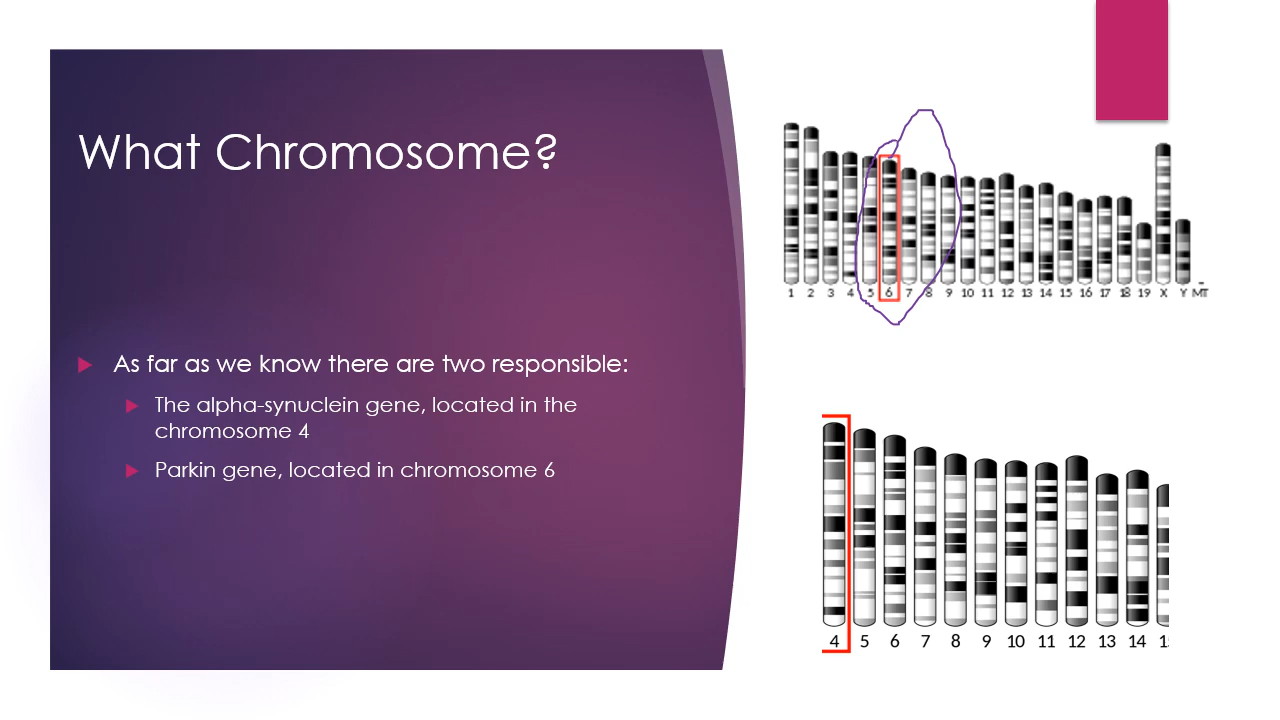 What Chromosome?
As far as we know there are two responsible:
The alpha-synuclein gene, located in the
chromosome 4
Parkin gene, located in chromosome 6
1 2 3 4 5 6 7 8 9 10 11 12 13 14 15 16 17 18 19 X Y MT
4 5 6 7 8 9 10 11 12 13 14